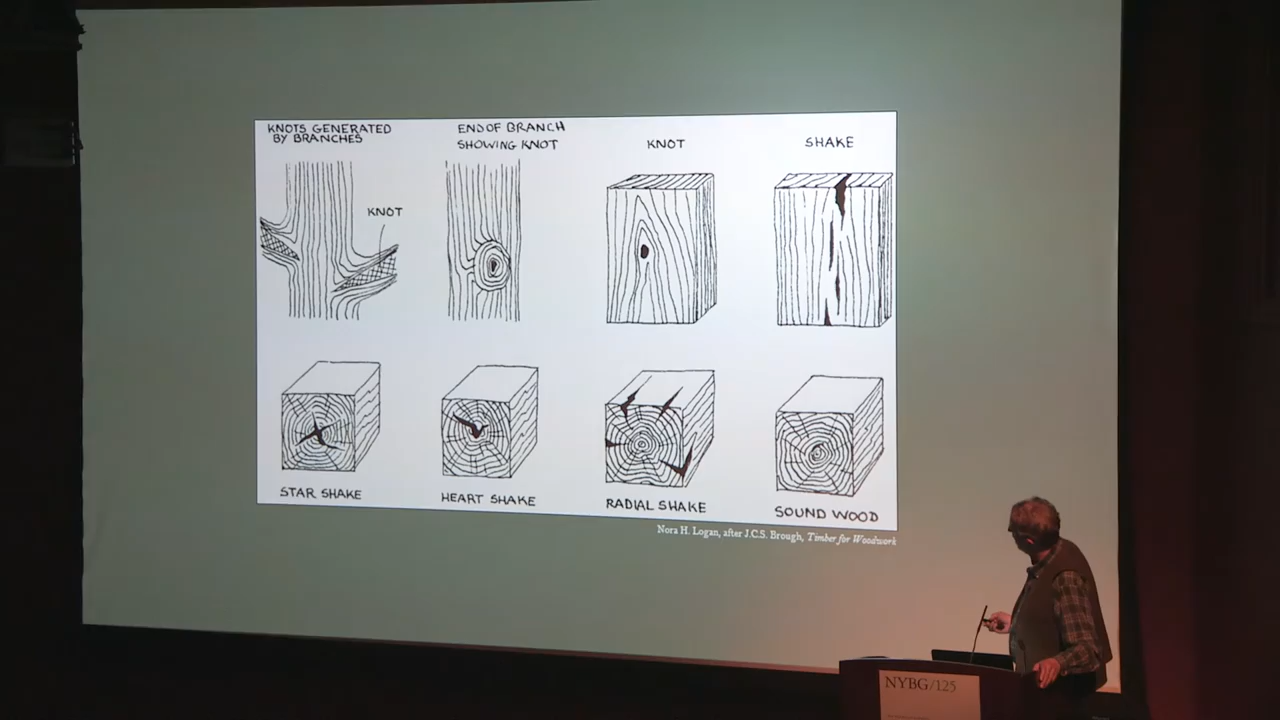 KNOTS GENERATED
BY BRANCHES
END OF BRANCH
SHOWING KNOT
KNOT
SHAKE
KNOT
STAR SHAKE
HEART SHAKE
RADIAL SHAKE
SOUND WOOD
Nora H. Logan, after J.C.S. Brough, Timber for Woodwork
NYBG/125